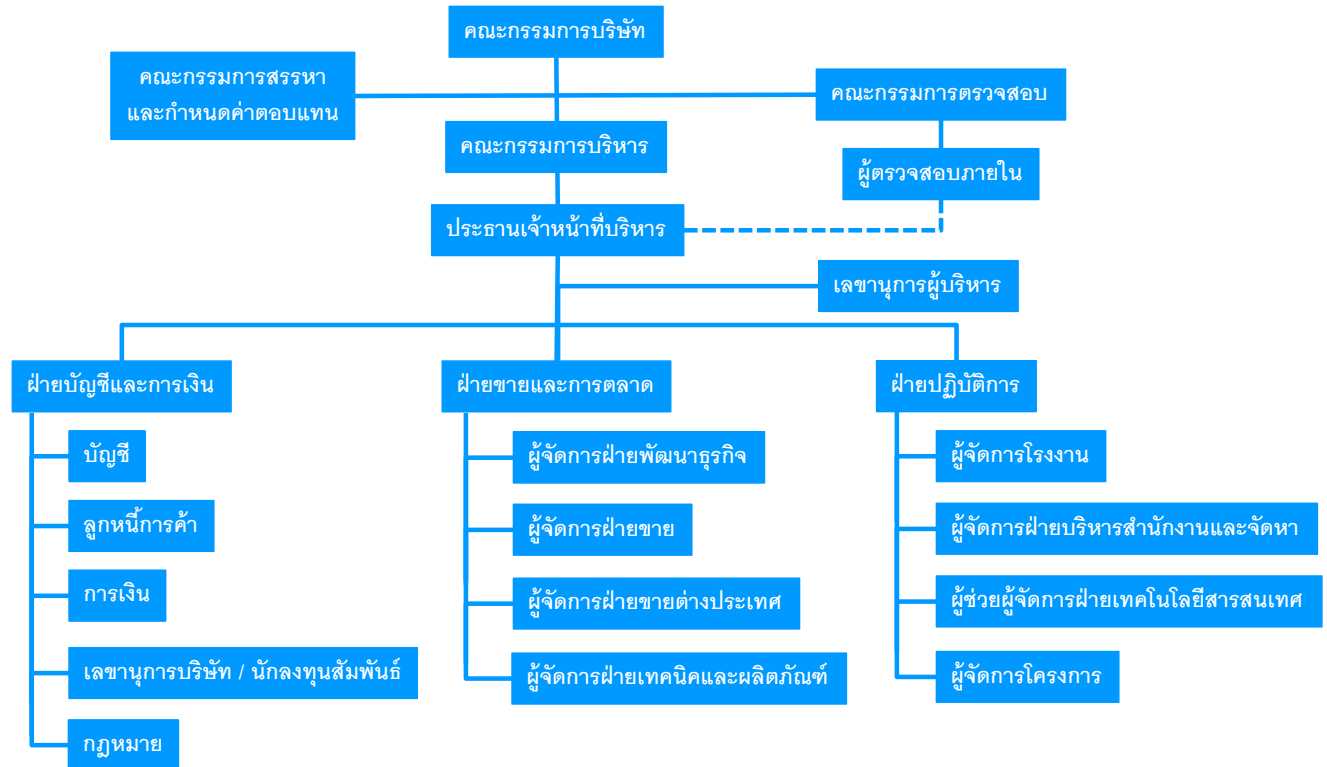 คณะกรรมการบริษัท
คณะกรรมการสรรหา
และกำหนดค่าตอบแทน
คณะกรรมการตรวจสอบ
คณะกรรมการบริหาร
ผู้ตรวจสอบภายใน
ประธานเจ้าหน้าที่บริหาร
เลขานุการผู้บริหาร
ฝ่ายบัญชีและการเงิน
บัญชี
ลูกหนี้การค้า
การเงิน
เลขานุการบริษัท / นักลงทุนสัมพันธ์
กฎหมาย
ฝ่ายขายและการตลาด
ผู้จัดการฝ่ายพัฒนาธุรกิจ
ผู้จัดการฝ่ายขาย
ผู้จัดการฝ่ายขายต่างประเทศ
ผู้จัดการฝ่ายเทคนิคและผลิตภัณฑ์
ฝ่ายปฏิบัติการ
ผู้จัดการโรงงาน
ผู้จัดการฝ่ายบริหารสำนักงานและจัดหา
ผู้ช่วยผู้จัดการฝ่ายเทคโนโลยีสารสนเทศ
ผู้จัดการโครงการ